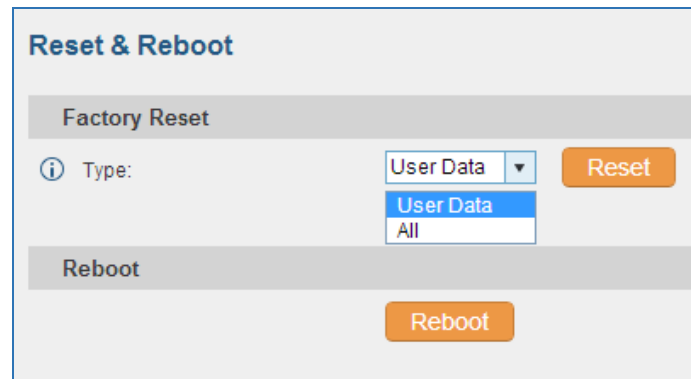 Reset & Reboot
Factory Reset
Type: User Data Reset
User Data
All
Reboot
Reboot